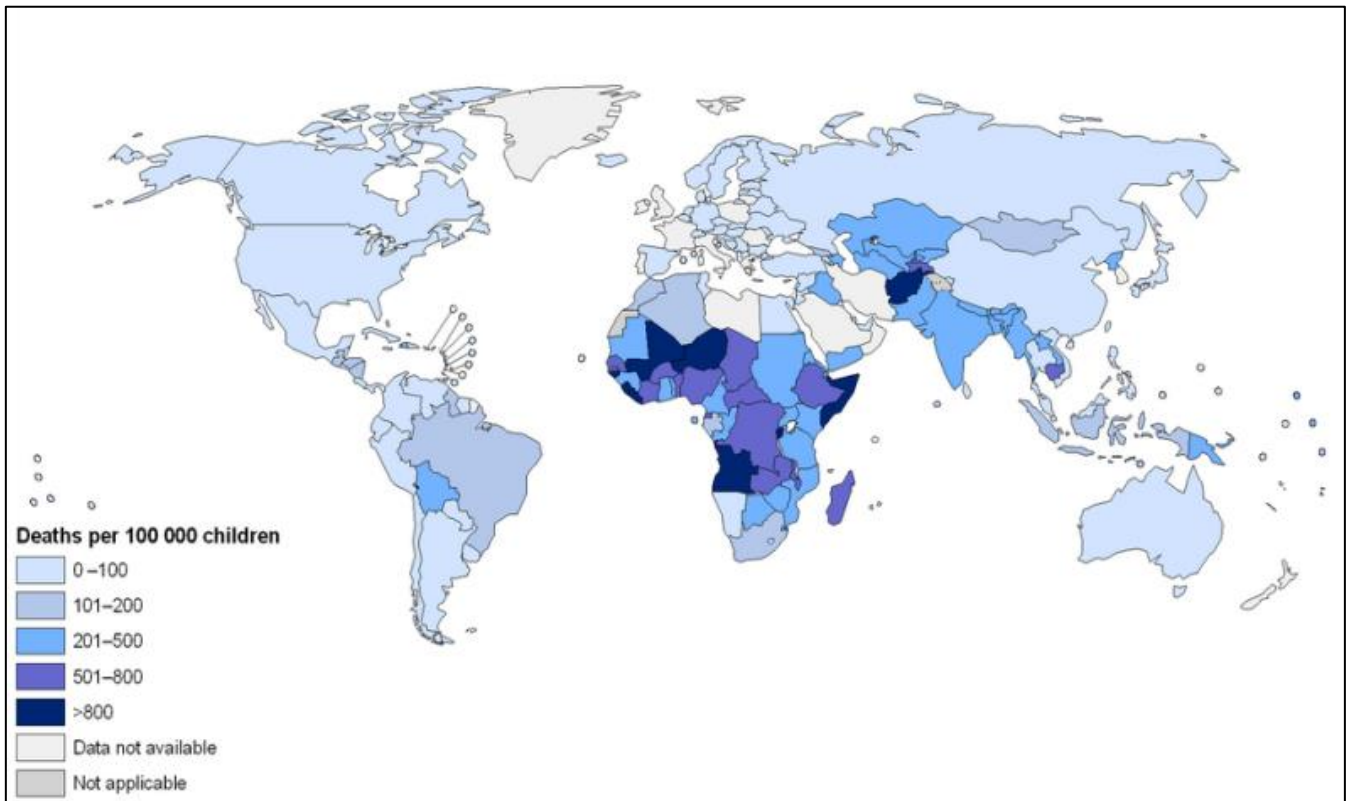 Deaths per 100 000 children
0 –100
101–200
201–500
501–800
>800
Data not available
Not applicable